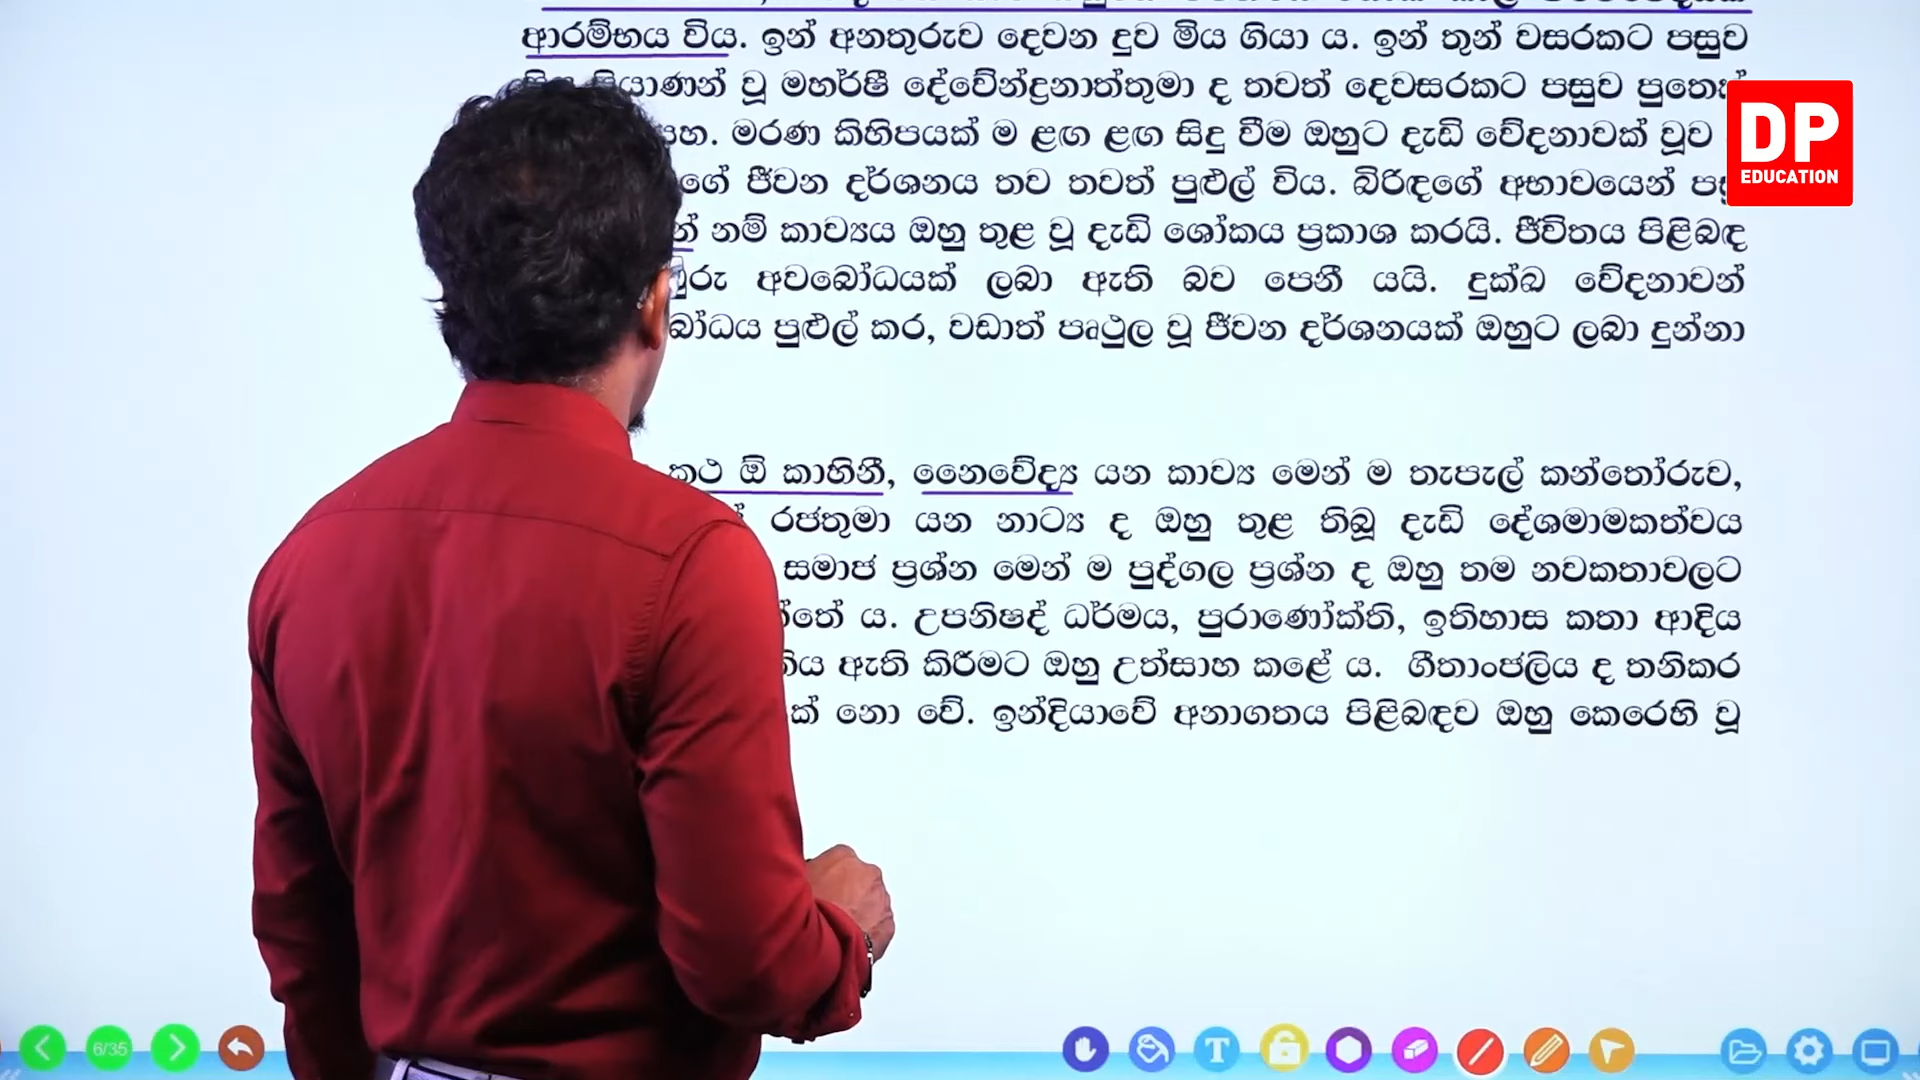 ආරම්භය විය. ඉන් අනතුරුව දෙවන දුව මිය ගියා ය. ඉන් තුන් වසරකට පසුව
පියාණන් වූ මහර්ෂී දේවේන්ද්‍රනාත්තුමා ද තවත් දෙවසරකට පසුව
DP
EDUCATION
මරණ කිහිපයක් ම ළඟ ළඟ සිදු වීම ඔහුට දැඩි වේදනාවක් වූව
ගේ ජීවන දර්ශනය තව තවත් පුළුල් විය. බිරිඳගේ අභාවයෙන්
නම් කාව්‍යය ඔහු තුළ වූ දැඩි ශෝකය ප්‍රකාශ කරයි. ජීවිතය පිළිබඳ
අවබෝධයක් ලබා ඇති බව පෙනී යයි. දුක්ඛ වේදනාවන්
බෝධය පුළුල් කර, වඩාත් පෘථුල වූ ජීවන දර්ශනයක් ඔහුට ලබා දුන්නා
කථ ඕ කාහිනී, නෛවේද්‍ය යන කාව්‍ය මෙන් ම තැපැල් කන්තෝරුව,
රජතුමා යන නාට්‍ය ද ඔහු තුළ තිබූ දැඩි දේශමාමකත්වය
සමාජ ප්‍රශ්න මෙන් ම පුද්ගල ප්‍රශ්න ද ඔහු තම නවකතාවලට
ය. උපනිෂද් ධර්මය, පුරාණෝක්ති, ඉතිහාස කතා ආදිය
ඇති කිරීමට ඔහු උත්සාහ කළේ ය. ගීතාංජලිය ද තනිකර
නො වේ. ඉන්දියාවේ අනාගතය පිළිබඳව ඔහු කෙරෙහි වූ
6/35